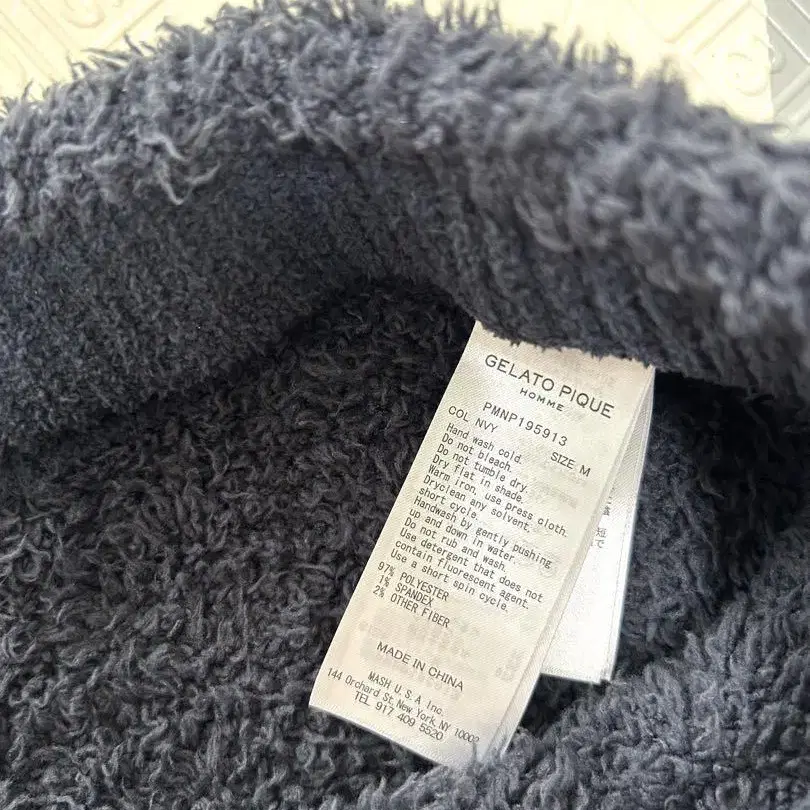 GELATO PIQUE
HOMME
PMNP195913
COL NVY SIZE M
Hand wash cold.
Do not bleach.
Do not tumble dry.
Dry flat in shade.
Warm iron, use press cloth.
Dryclean any solvent.
short cycle.
Handwash by gently pushing
up and down in water.
Do not rub and wash.
Use detergent that does not
contain fluorescent agent.
Use a short spin cycle.
97% POLYESTER
1% SPANDEX
2% OTHER FIBER
MADE IN CHINA
MASH U.S.A Inc.
144 Orchard St, New York, NY 10002
TEL 917 409 5520
短
で